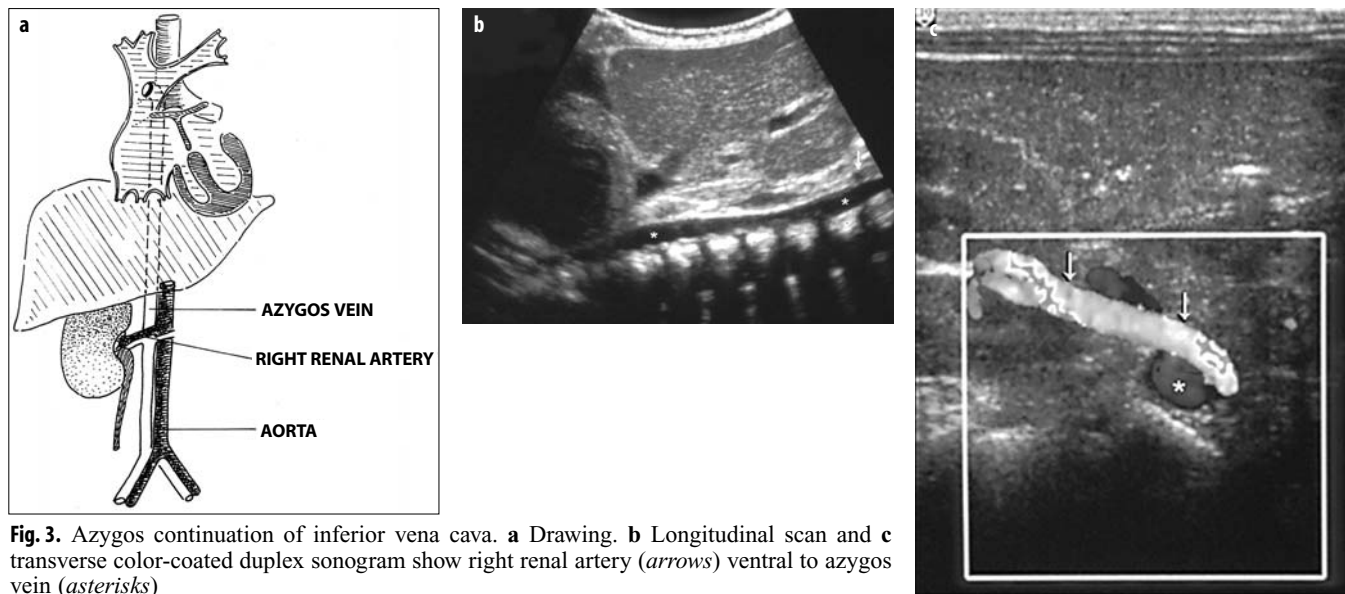 a
AZYGOS VEIN
RIGHT RENAL ARTERY
AORTA
b
*
*
c
*
Fig. 3. Azygos continuation of inferior vena cava. a Drawing. b Longitudinal scan and c
transverse color-coated duplex sonogram show right renal artery (arrows) ventral to azygos
vein (asterisks)